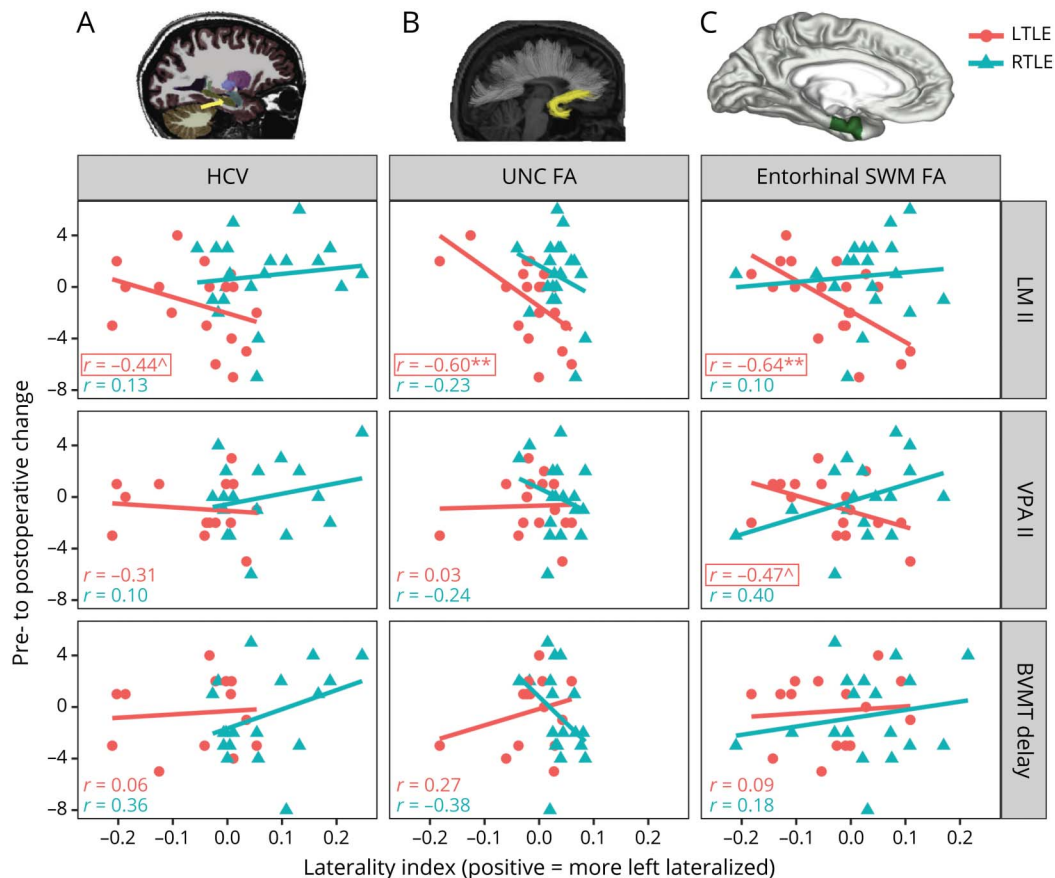 A
B
C
LTLE
RTLE
HCV
UNC FA
Entorhinal SWM FA
Pre- to postoperative change
4
0
−4
−8
r = −0.44^
r = 0.13
r = −0.60**
r = −0.23
r = −0.64**
r = 0.10
LM II
4
0
−4
−8
r = −0.31
r = 0.10
r = 0.03
r = −0.24
r = −0.47^
r = 0.40
VPA II
4
0
−4
−8
r = 0.06
r = 0.36
r = 0.27
r = −0.38
r = 0.09
r = 0.18
BVMT delay
−0.2 −0.1 0.0 0.1 0.2
−0.2 −0.1 0.0 0.1 0.2
−0.2 −0.1 0.0 0.1 0.2
Laterality index (positive = more left lateralized)